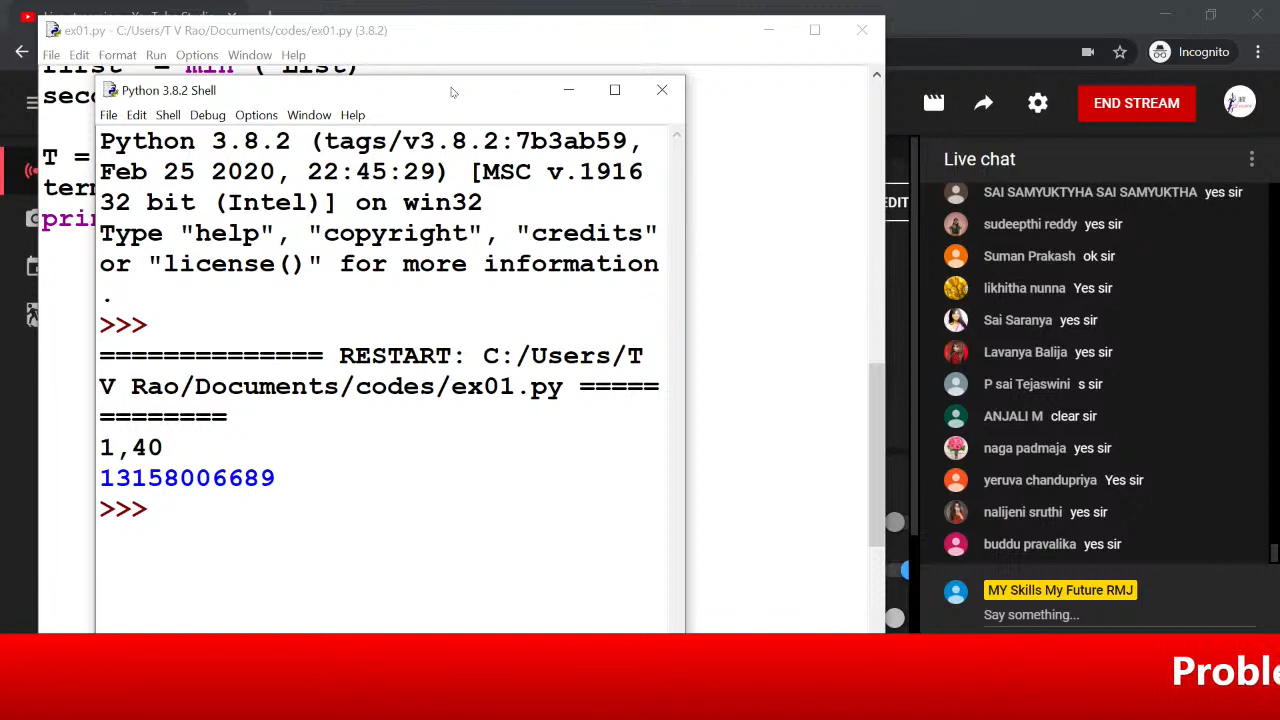 ex01.py - C:/Users/T V Rao/Documents/codes/ex01.py (3.8.2)
File Edit Format Run Options Window Help
= min ( List)
T =
Python 3.8.2 Shell
File Edit Shell Debug Options Window Help
Python 3.8.2 (tags/v3.8.2:7b3ab59,
Feb 25 2020, 22:45:29) [MSC v.1916
32 bit (Intel)] on win32
Type "help", "copyright", "credits"
or "license()" for more information
.
>>>
============== RESTART: C:/Users/T
V Rao/Documents/codes/ex01.py =====
========
1,40
13158006689
>>>
Incognito
END STREAM
EDIT
Live chat
SAI SAMYUKTYHA SAI SAMYUKTHA yes sir
sudeepthi reddy yes sir
Suman Prakash ok sir
likhitha nunna Yes sir
Sai Saranya yes sir
Lavanya Balija yes sir
P sai Tejaswini s sir
ANJALI M clear sir
naga padmaja yes sir
yeruva chandupriya Yes sir
nalijeni sruthi yes sir
buddu pravalika yes sir
MY Skills My Future RMJ
Say something...
Proble